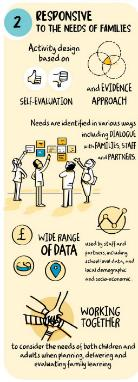 2
RESPONSIVE
TO THE NEEDS OF FAMILIES
Activity design
based on
SELF-EVALUATION
and EVIDENCE
APPROACH
Needs are identified in various ways
including DIALOGUE
with FAMILIES, STAFF
and PARTNERS.
£
WIDE RANGE
OF DATA
used by staff and
partners, including
school level data, and
local demographic
and socio-economic.
WORKING
TOGETHER
to consider the needs of both children and
adults when planning, delivering and
evaluating family learning